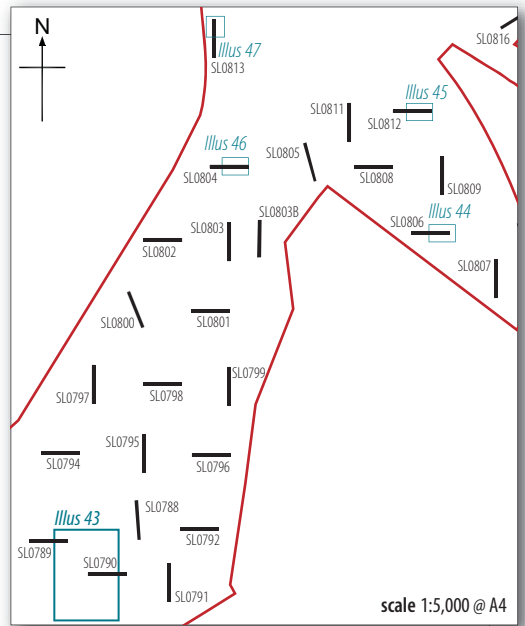 N
SL0816
Illus 47
SL0813
Illus 45
SL0811
SL0812
Illus 46
SL0805
SL0804
SL0808
SL0809
SL0803B
Illus 44
SL0806
SL0803
SL0802
SL0807
SL0800
SL0801
SL0799
SL0797
SL0798
SL0795
SL0794
SL0796
SL0788
Illus 43
SL0792
SL0789
SL0790
SL0791
scale 1:5,000 @ A4